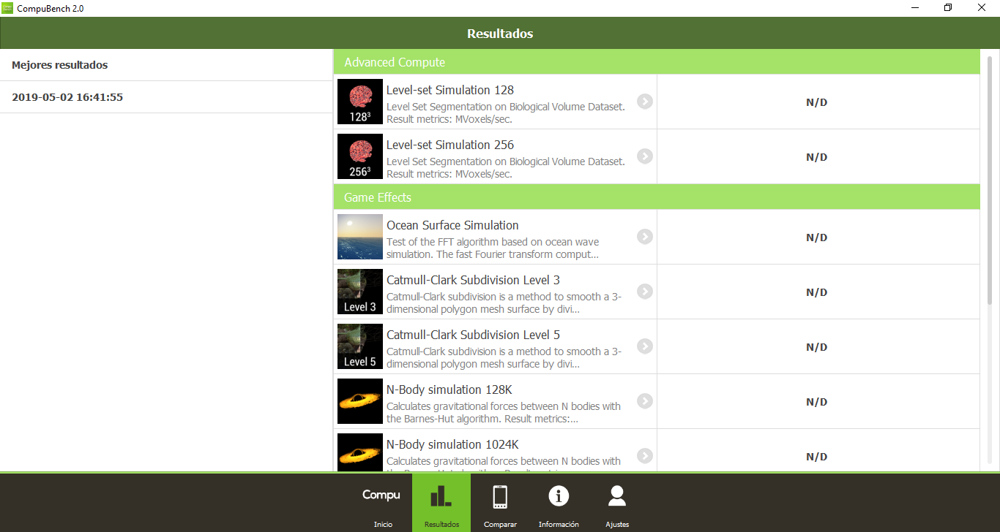 CompuBench 2.0
Resultados
Mejores resultados
2019-05-02 16:41:55
Advanced Compute
128³
Level-set Simulation 128
Level Set Segmentation on Biological Volume Dataset.
Result metrics: MVoxels/sec.
N/D
256³
Level-set Simulation 256
Level Set Segmentation on Biological Volume Dataset.
Result metrics: MVoxels/sec.
N/D
Game Effects
Ocean Surface Simulation
Test of the FFT algorithm based on ocean wave
simulation. The fast Fourier transform comput...
N/D
Level 3
Catmull-Clark Subdivision Level 3
Catmull-Clark subdivision is a method to smooth a 3-
dimensional polygon mesh surface by divi...
N/D
Level 5
Catmull-Clark Subdivision Level 5
Catmull-Clark subdivision is a method to smooth a 3-
dimensional polygon mesh surface by divi...
N/D
N-Body simulation 128K
Calculates gravitational forces between N bodies with
the Barnes-Hut algorithm. Result metrics:...
N/D
N-Body simulation 1024K
Calculates gravitational forces between N bodies with
N/D
Compu
Inicio
Resultados
Comparar
Información
Ajustes